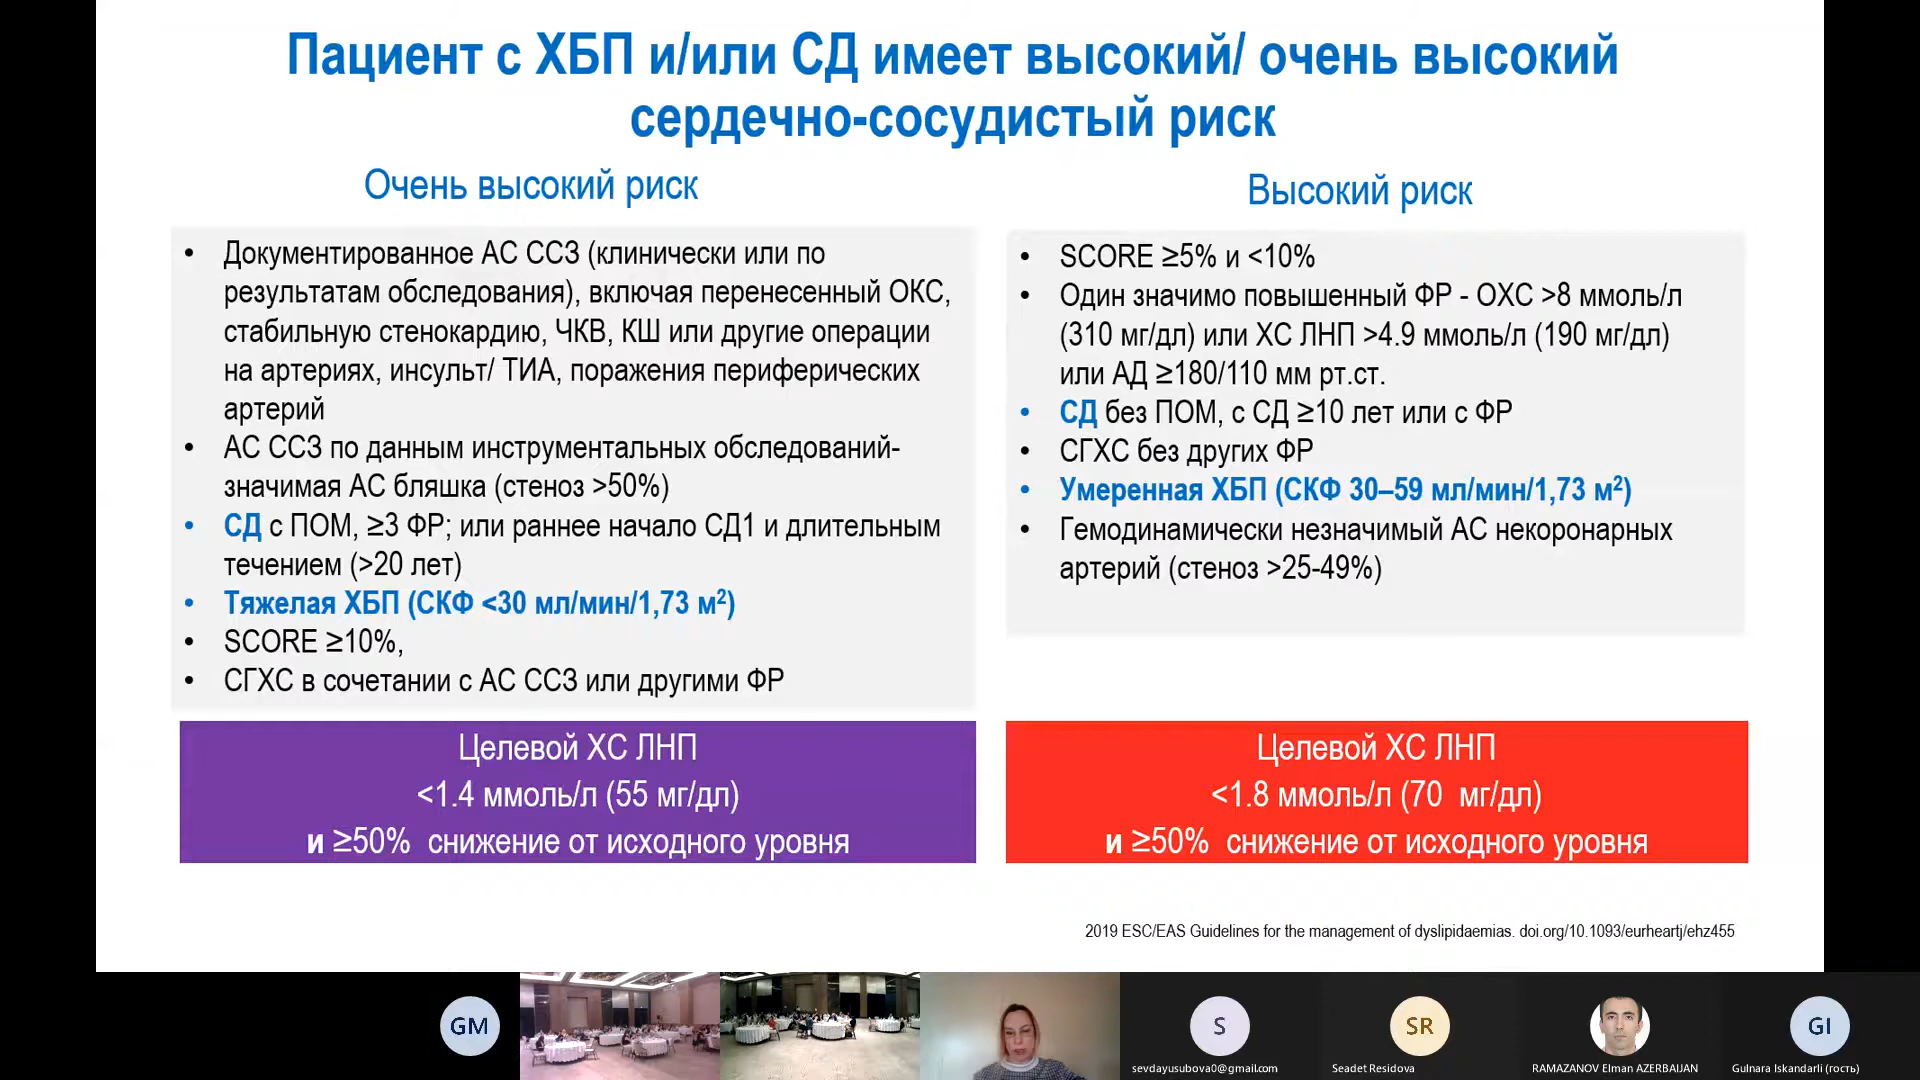 Пациент с ХБП и/или СД имеет высокий/ очень высокий
сердечно-сосудистый риск
Очень высокий риск
• Документированное АС ССЗ (клинически или по
результатам обследования), включая перенесенный ОКС,
стабильную стенокардию, ЧКВ, КШ или другие операции
на артериях, инсульт/ ТИА, поражения периферических
артерий
• АС ССЗ по данным инструментальных обследований-
значимая АС бляшка (стеноз >50%)
• СД с ПОМ, ≥3 ФР; или раннее начало СД1 и длительным
течением (>20 лет)
• Тяжелая ХБП (СКФ <30 мл/мин/1,73 м²)
• SCORE ≥10%,
• СГХС в сочетании с АС ССЗ или другими ФР
Целевой ХС ЛНП
<1.4 ммоль/л (55 мг/дл)
и ≥50% снижение от исходного уровня
Высокий риск
• SCORE ≥5% и <10%
• Один значимо повышенный ФР - ОХС >8 ммоль/л
(310 мг/дл) или ХС ЛНП >4.9 ммоль/л (190 мг/дл)
или АД ≥180/110 мм рт.ст.
• СД без ПОМ, с СД ≥10 лет или с ФР
• СГХС без других ФР
• Умеренная ХБП (СКФ 30–59 мл/мин/1,73 м²)
• Гемодинамически незначимый АС некоронарных
артерий (стеноз >25-49%)
Целевой ХС ЛНП
<1.8 ммоль/л (70 мг/дл)
и ≥50% снижение от исходного уровня
2019 ESC/EAS Guidelines for the management of dyslipidaemias. doi.org/10.1093/eurheartj/ehz455
GM
S
sevdayusubova0@gmail.com
SR
Seadet Residova
RAMAZANOV Elman AZERBAIJAN
GI
Gulnara Iskandarli (гость)